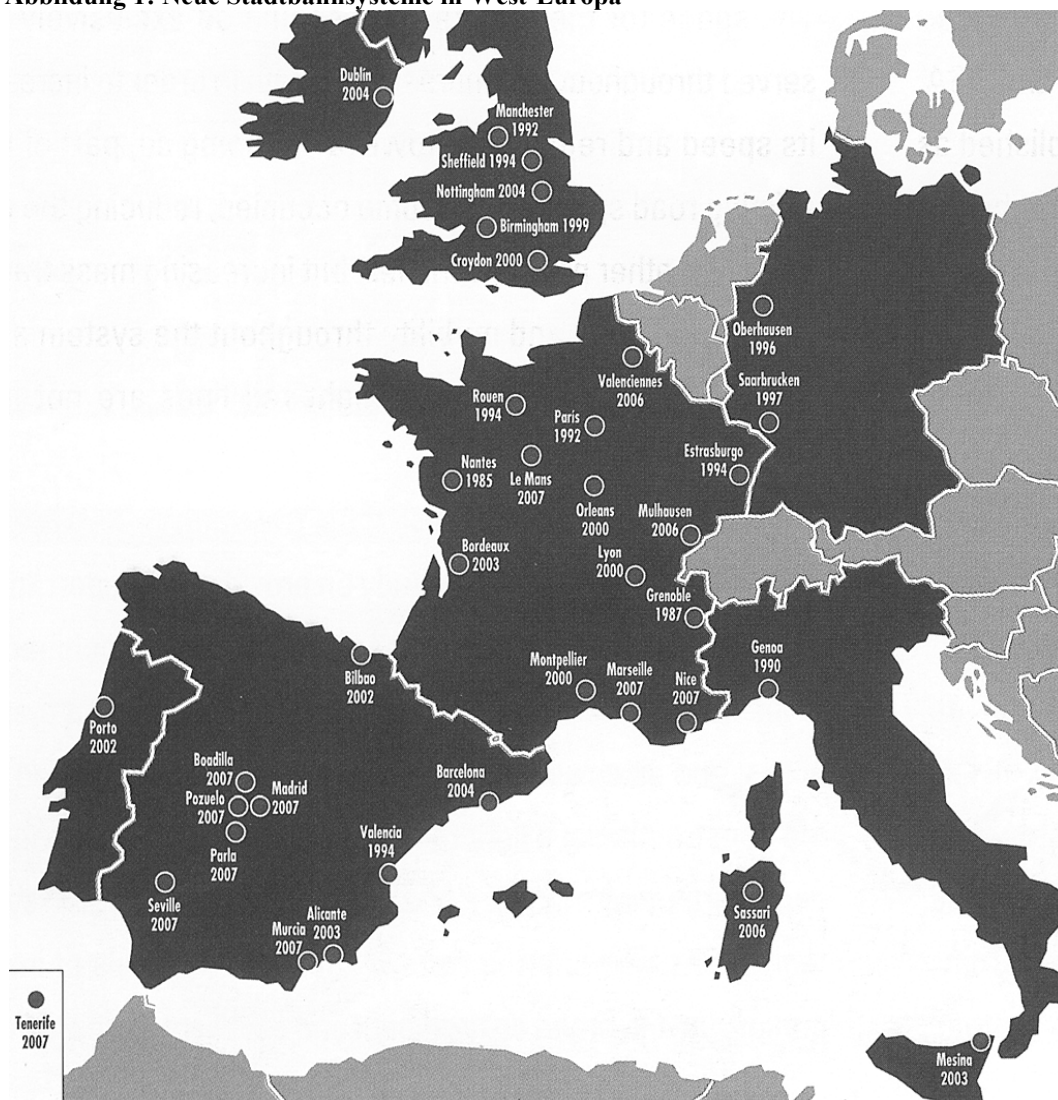 Abbildung 1: Neue Stadtbahnsysteme in West-Europa
Dublin
2004
Manchester
1992
Sheffield 1994
Nottingham 2004
Birmingham 1999
Croydon 2000
Oberhausen
1996
Valenciennes
2006
Saarbrucken
1997
Rouen
1994
Paris
1992
Estrasburgo
1994
Nantes
1985
Le Mans
2007
Orleans
2000
Mulhausen
2006
Bordeaux
2003
Lyon
2000
Grenoble
1987
Montpellier
2000
Marseille
2007
Nice
2007
Genoa
1990
Bilbao
2002
Porto
2002
Boadilla
2007
Pozuelo
2007
Madrid
2007
Parla
2007
Barcelona
2004
Valencia
1994
Seville
2007
Murcia
2007
Alicante
2003
Sassari
2006
Tenerife
2007
Mesina
2003